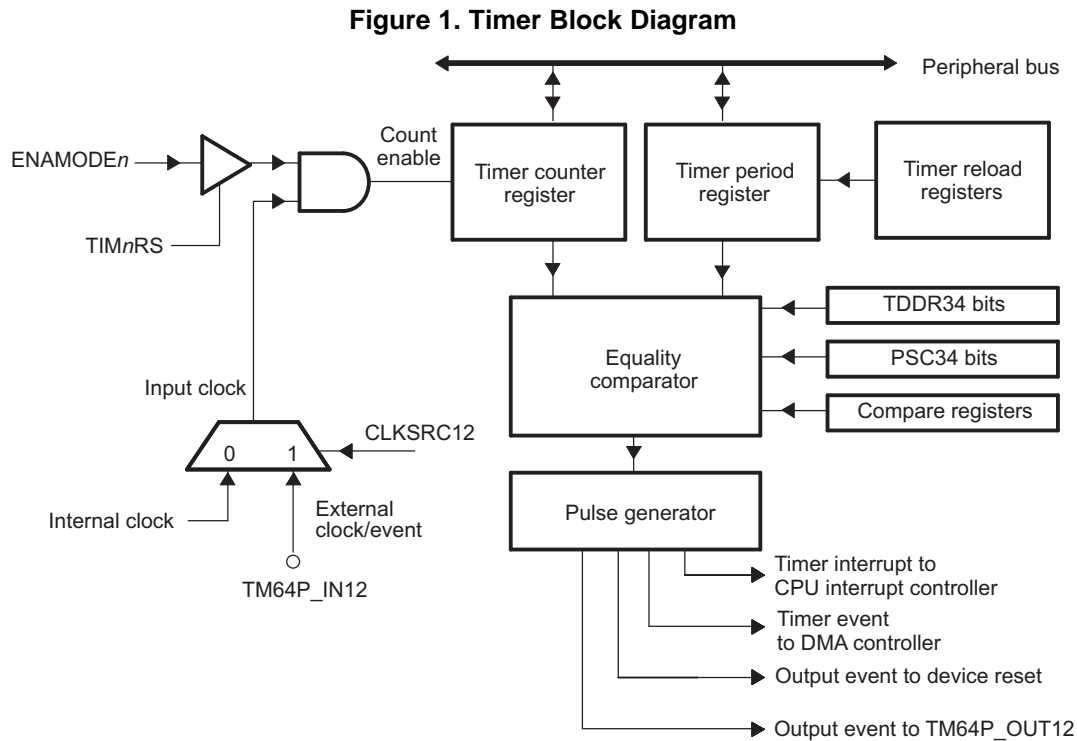 Figure 1. Timer Block Diagram
Peripheral bus
Count
enable
ENAMODEn
Timer counter
register
Timer period
register
Timer reload
registers
TIMnRS
TDDR34 bits
Equality
comparator
PSC34 bits
Input clock
Compare registers
CLKSRC12
0 1
Internal clock
External
clock/event
Pulse generator
TM64P_IN12
Timer interrupt to
CPU interrupt controller
Timer event
to DMA controller
Output event to device reset
Output event to TM64P_OUT12